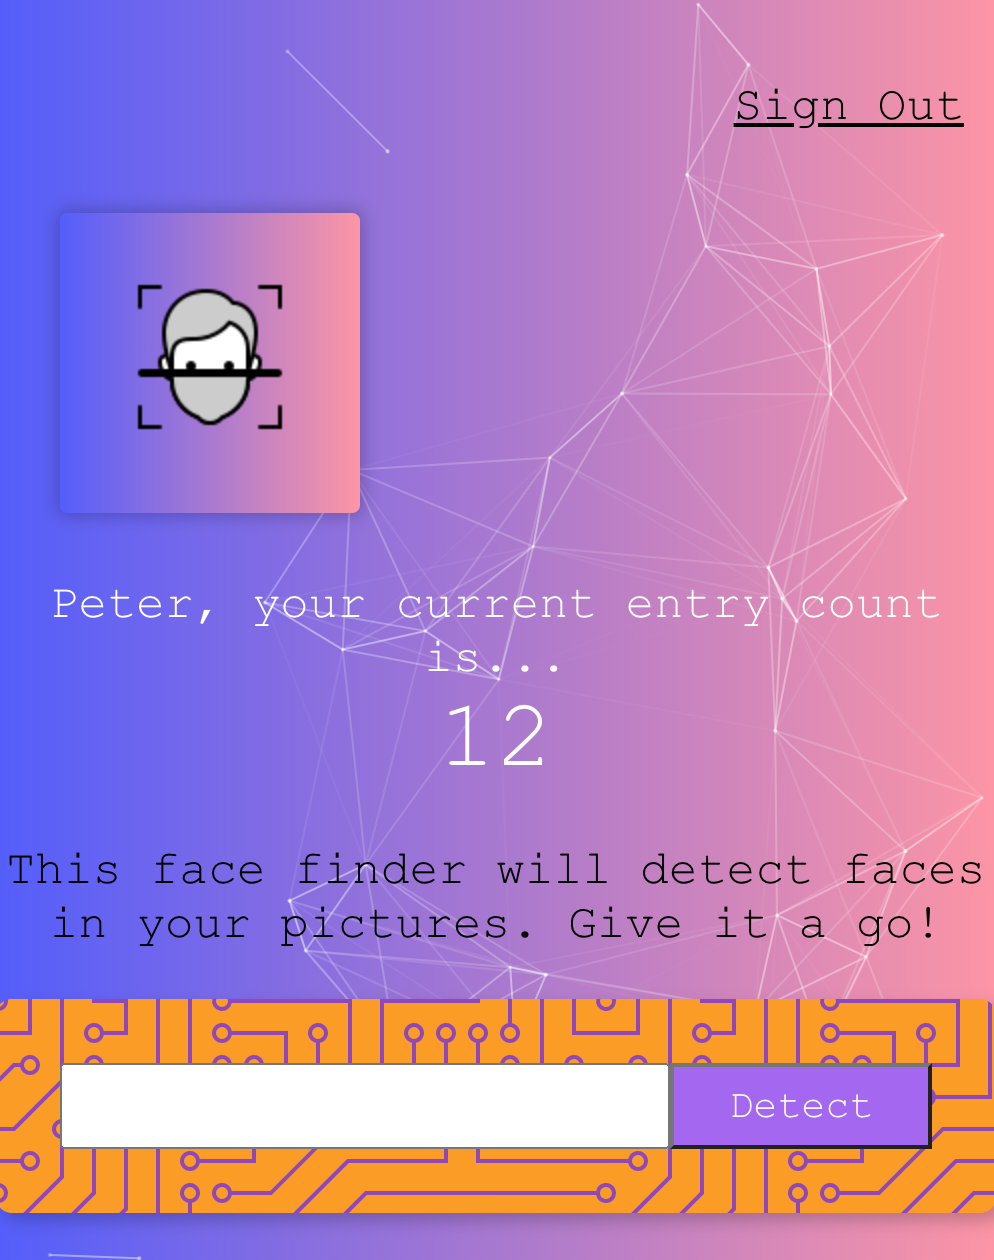 Sign Out
Peter, your current entry count
is...
12
This face finder will detect faces
in your pictures. Give it a go!
Detect